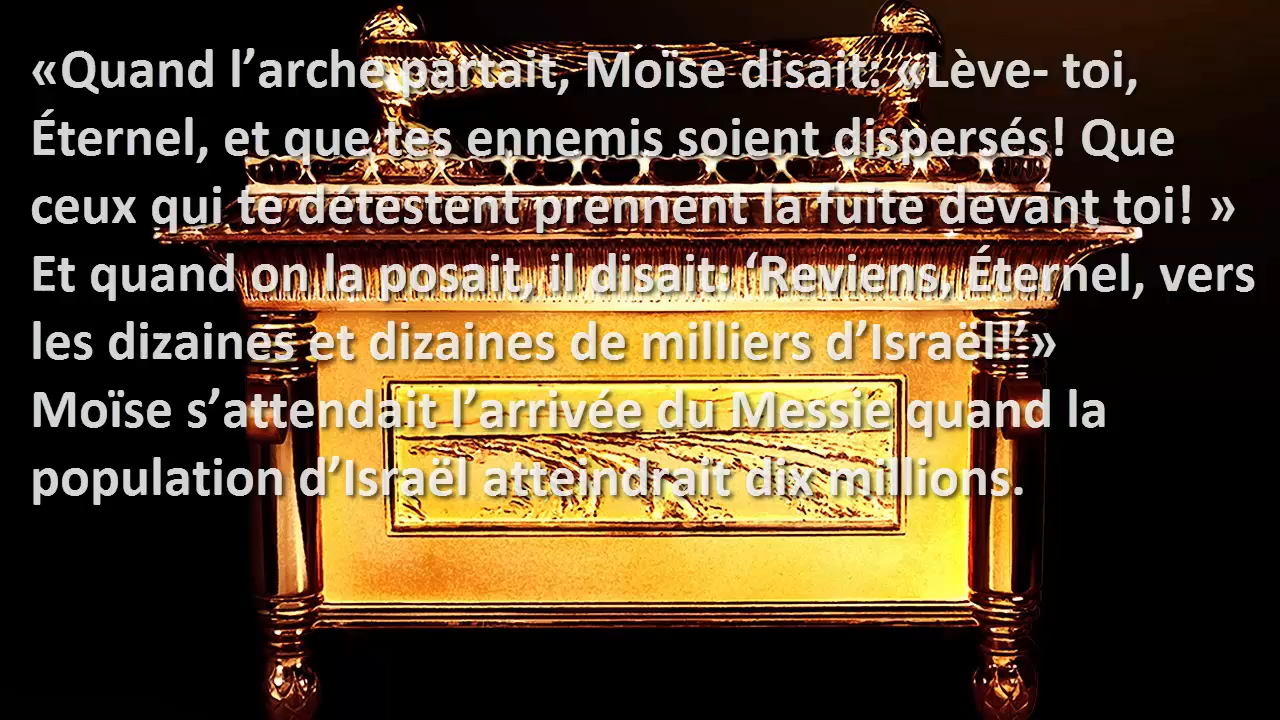 «Quand l’arche partait, Moïse disait: «Lève- toi,
Éternel, et que tes ennemis soient dispersés! Que
ceux qui te détestent prennent la fuite devant toi! »
Et quand on la posait, il disait: ‘Reviens, Éternel, vers
les dizaines et dizaines de milliers d’Israël!’»
Moïse s’attendait l’arrivée du Messie quand la
population d’Israël atteindrait dix millions.